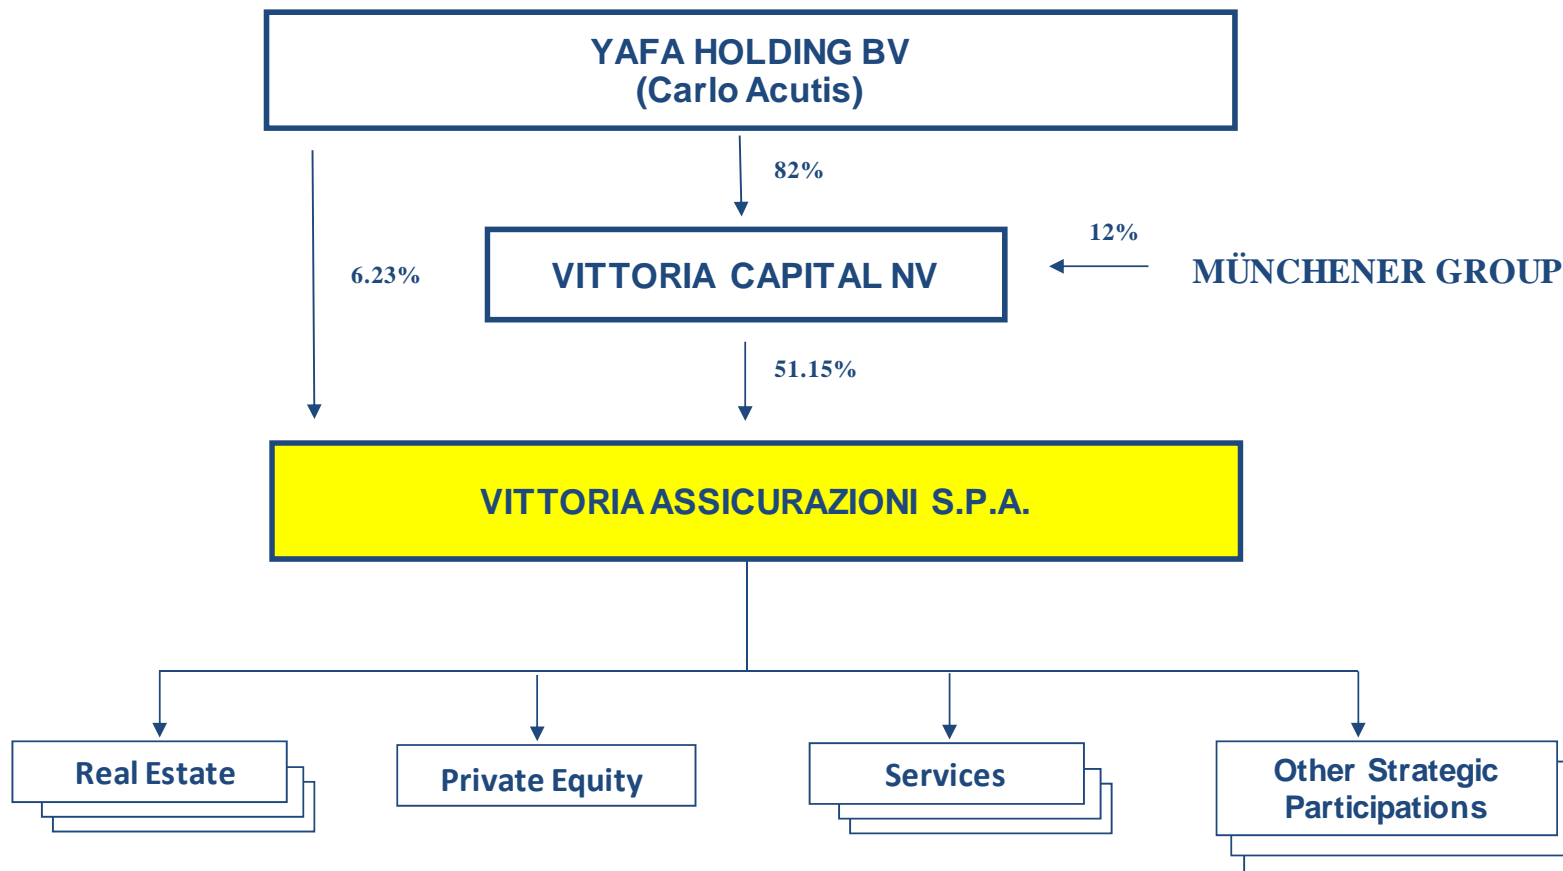 YAFA HOLDING BV
(Carlo Acutis)
82%
12%
6.23%
VITTORIA CAPITAL NV
MÜNCHENER GROUP
51.15%
VITTORIA ASSICURAZIONI S.P.A.
Real Estate
Private Equity
Services
Other Strategic
Participations